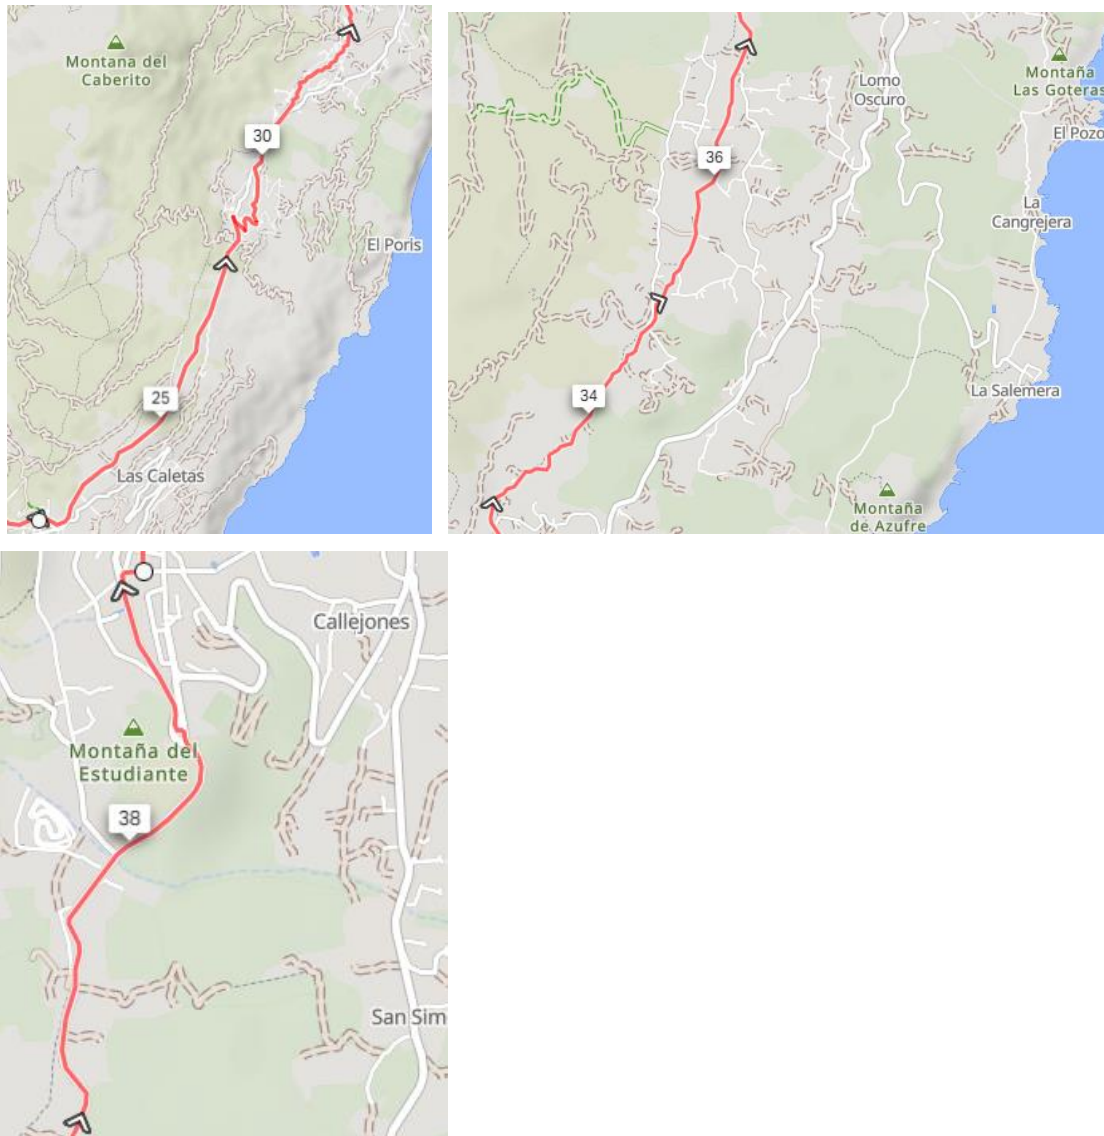 Montana del
Caberito
30
El Poris
25
Las Caletas
Lomo
Oscuro
Montaña
Las Goteras
El Pozo
36
La
Cangrejera
34
La Salemera
Montaña
de Azufre
Callejones
Montaña del
Estudiante
38
San Sim